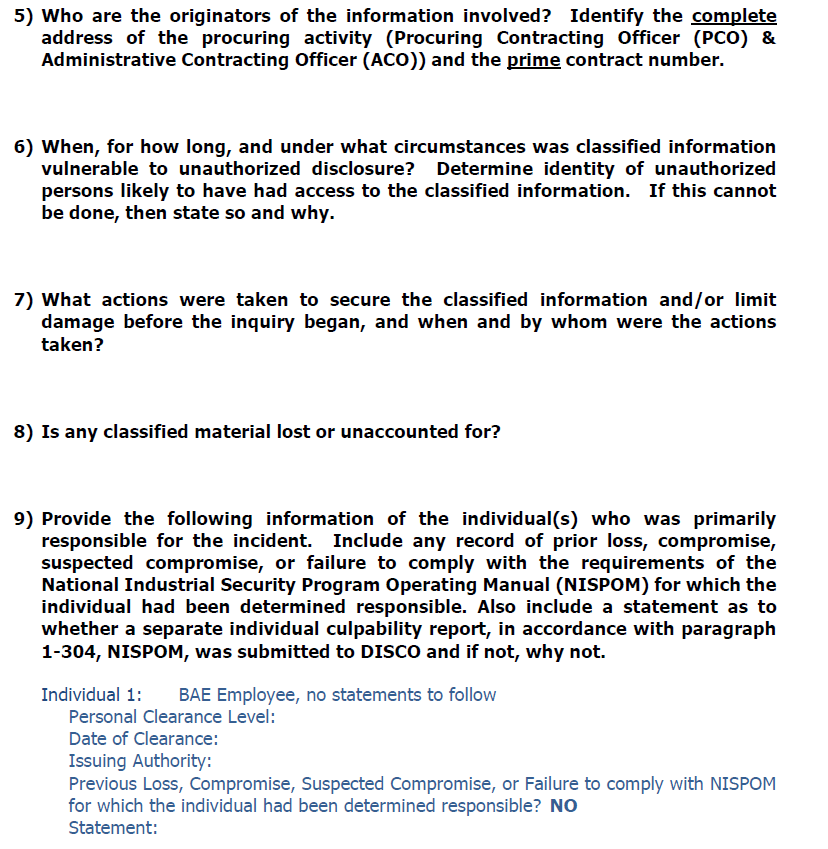 5) Who are the originators of the information involved? Identify the complete
address of the procuring activity (Procuring Contracting Officer (PCO) &
Administrative Contracting Officer (ACO)) and the prime contract number.
6) When, for how long, and under what circumstances was classified information
vulnerable to unauthorized disclosure? Determine identity of unauthorized
persons likely to have had access to the classified information. If this cannot
be done, then state so and why.
7) What actions were taken to secure the classified information and/or limit
damage before the inquiry began, and when and by whom were the actions
taken?
8) Is any classified material lost or unaccounted for?
9) Provide the following information of the individual(s) who was primarily
responsible for the incident. Include any record of prior loss, compromise,
suspected compromise, or failure to comply with the requirements of the
National Industrial Security Program Operating Manual (NISPOM) for which the
individual had been determined responsible. Also include a statement as to
whether a separate individual culpability report, in accordance with paragraph
1-304, NISPOM, was submitted to DISCO and if not, why not.
Individual 1: BAE Employee, no statements to follow
Personal Clearance Level:
Date of Clearance:
Issuing Authority:
Previous Loss, Compromise, Suspected Compromise, or Failure to comply with NISPOM
for which the individual had been determined responsible? NO
Statement: